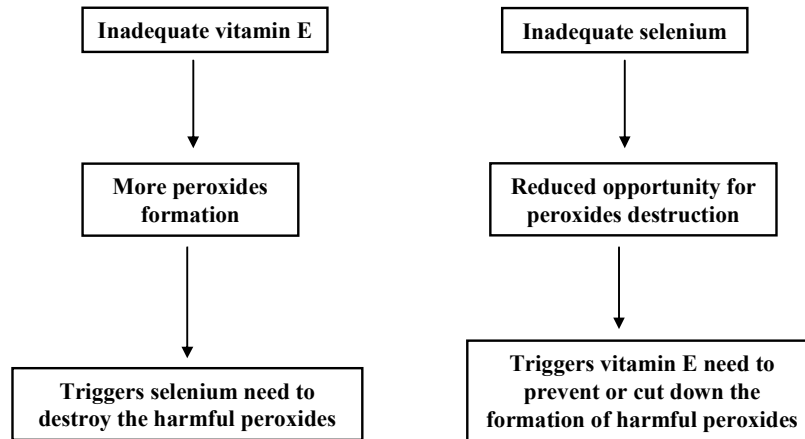 Inadequate vitamin E
More peroxides
formation
Triggers selenium need to
destroy the harmful peroxides
Inadequate selenium
Reduced opportunity for
peroxides destruction
Triggers vitamin E need to
prevent or cut down the
formation of harmful peroxides